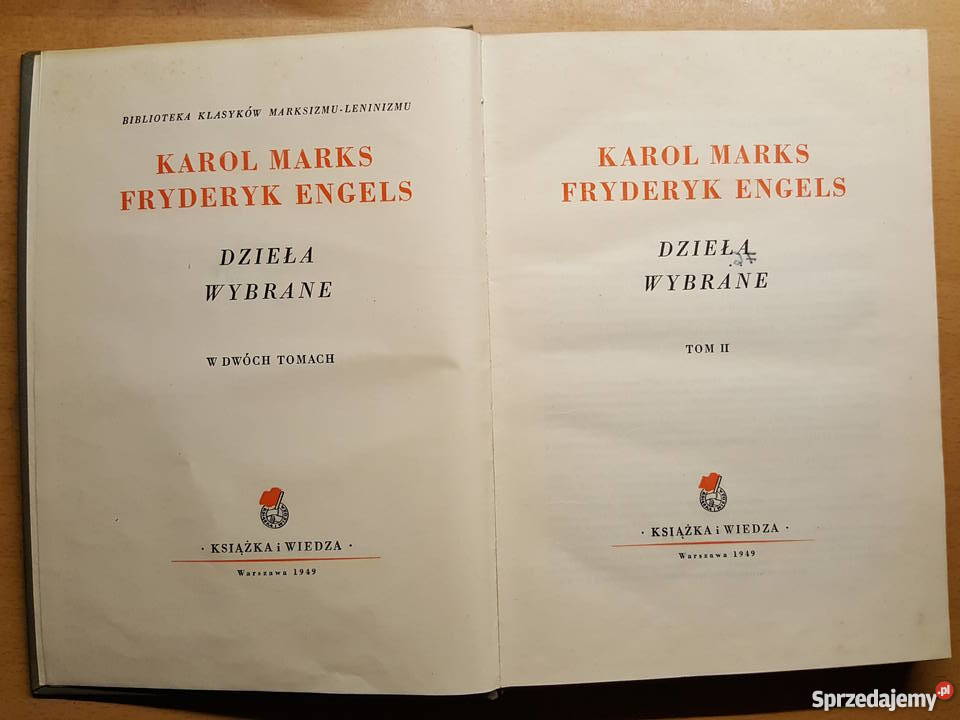 BIBLIOTEKA KLASYKÓW MARKSIZMU-LENINIZMU
KAROL MARKS
FRYDERYK ENGELS
DZIEŁA
WYBRANE
W DWÓCH TOMACH
· KSIĄŻKA i WIEDZA ·
Warszawa 1949
KAROL MARKS
FRYDERYK ENGELS
DZIEŁA
WYBRANE
TOM II
· KSIĄŻKA i WIEDZA ·
Warszawa 1949
Sprzedajemy.pl